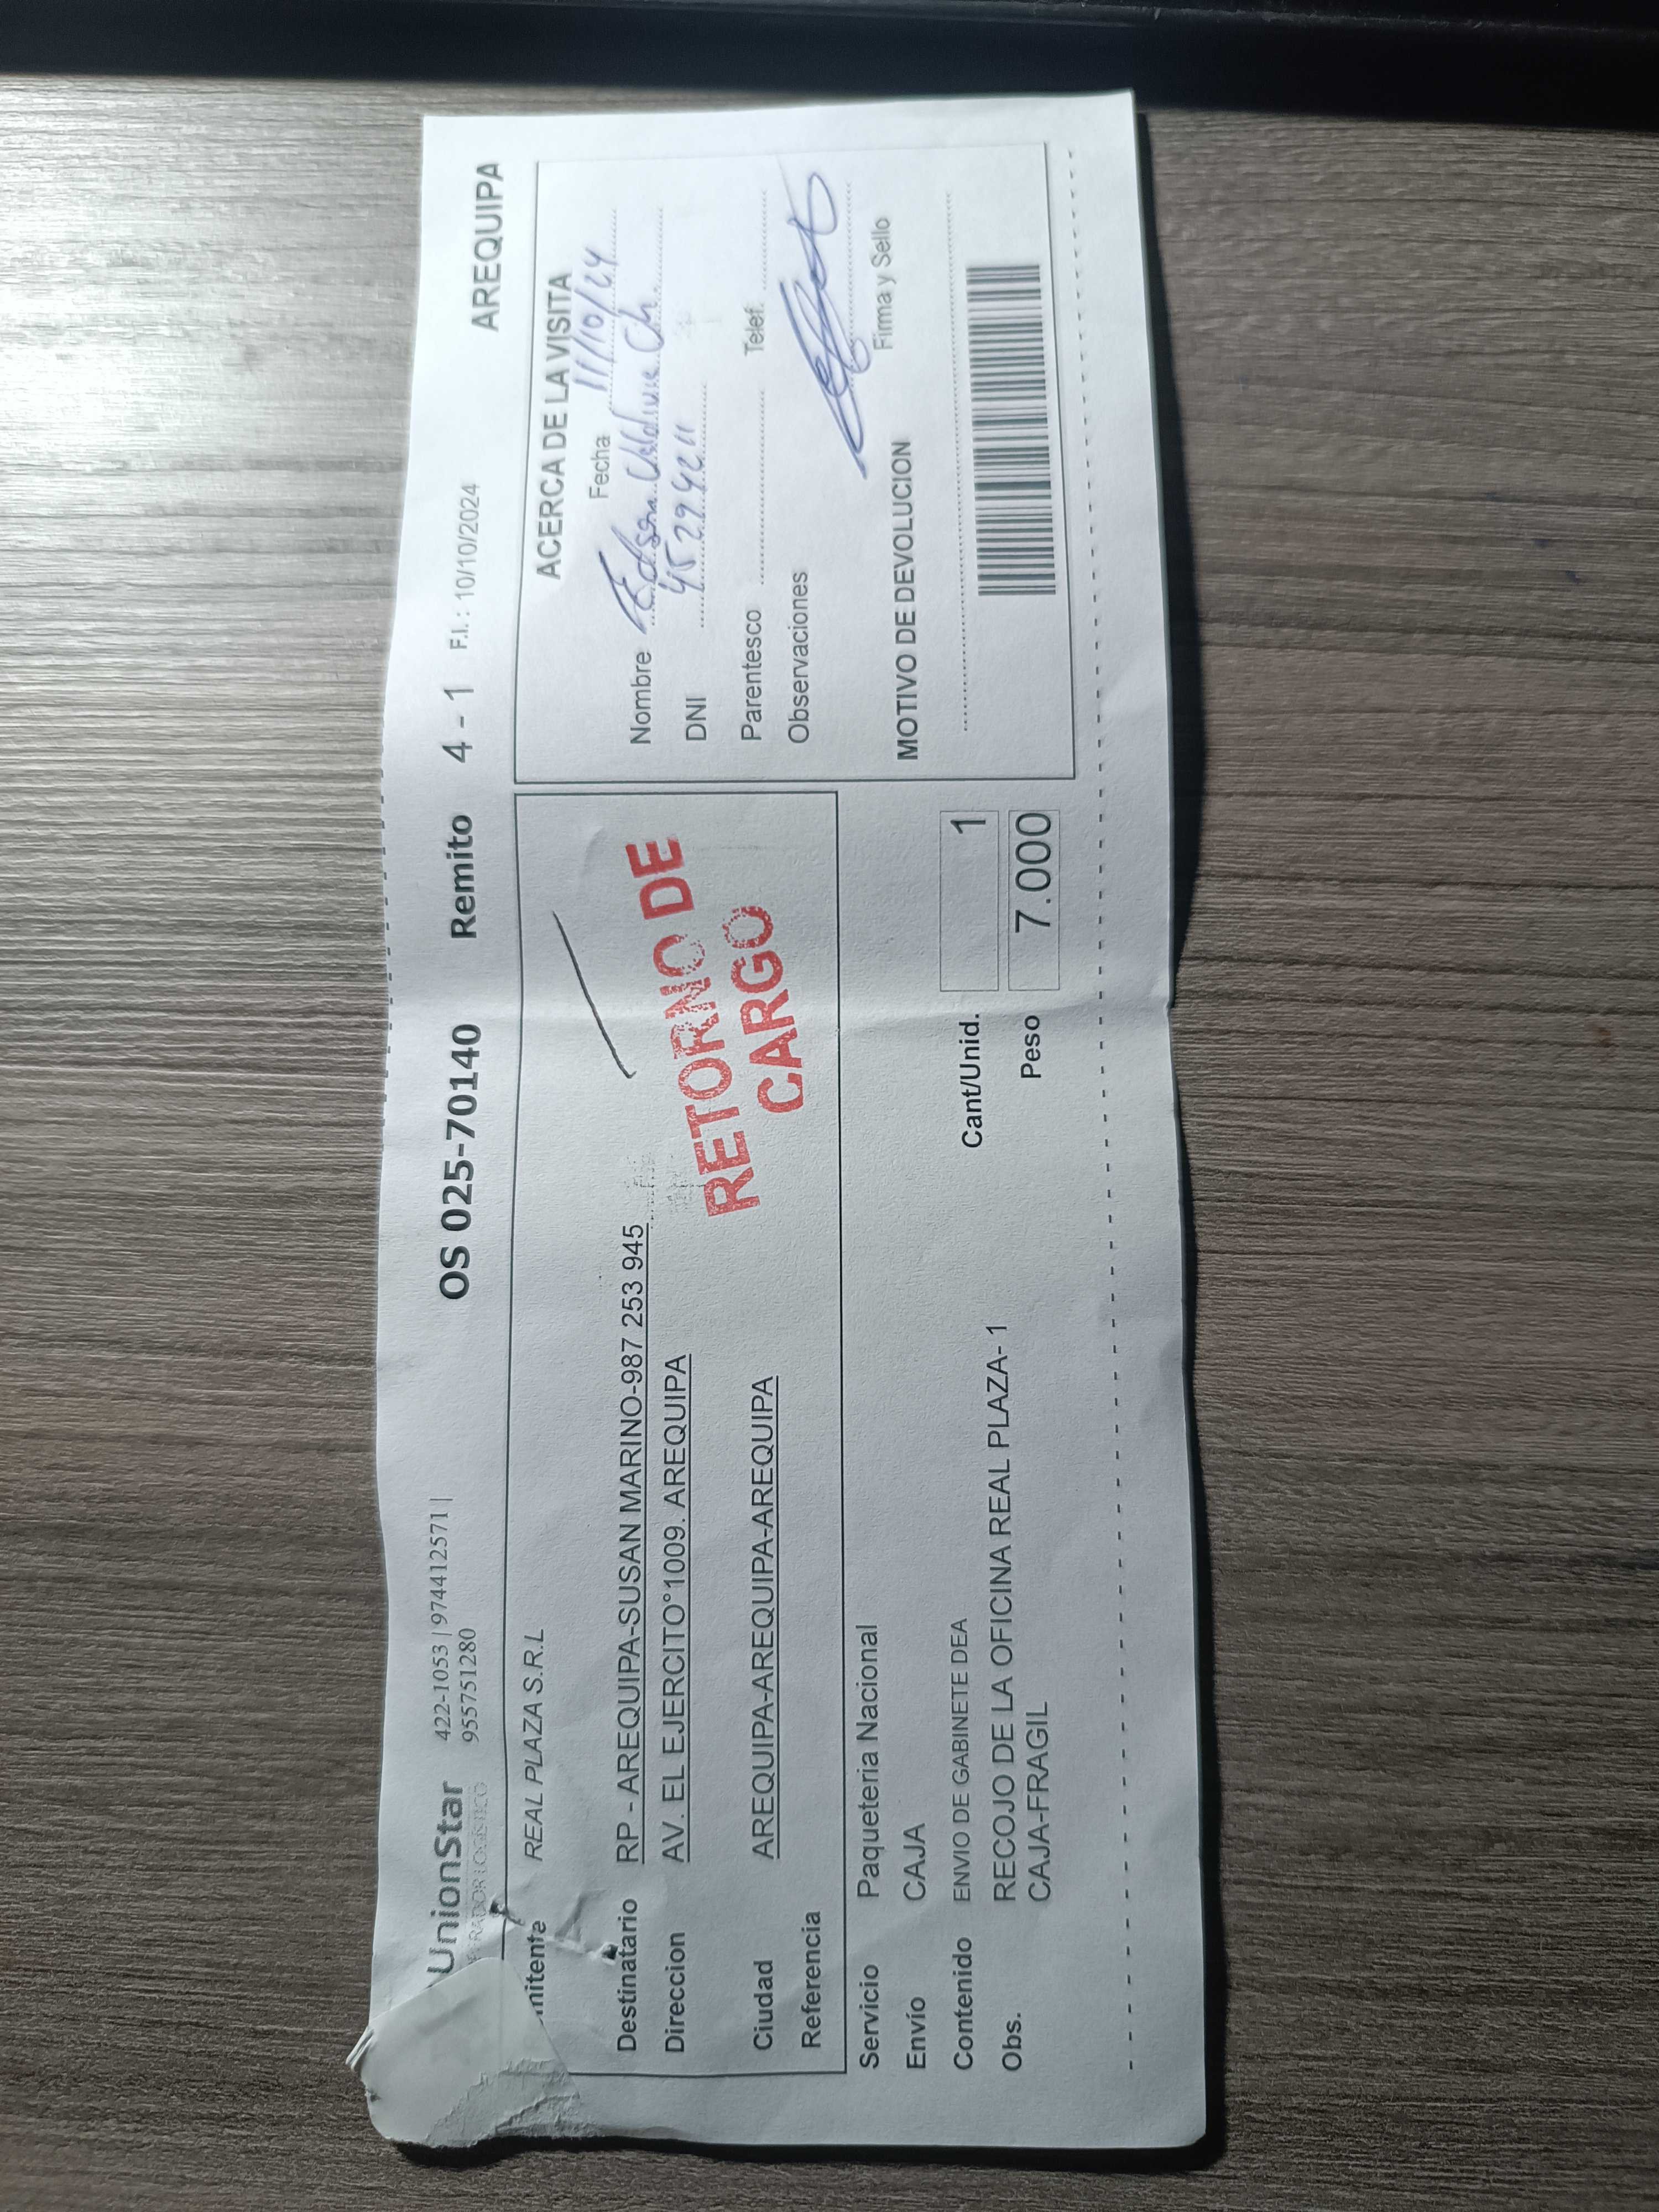 UnionStar 422-1053 | 974412571 | OS 025-70140 Remito 4 - 1 F.I.: 10/10/2024 AREQUIPA
955751280
REAL PLAZA S.R.L
Destinatario RP - AREQUIPA-SUSAN MARINO-987 253 945
Direccion AV. EL EJERCITO°1009. AREQUIPA
Ciudad AREQUIPA-AREQUIPA-AREQUIPA
Referencia
RETORNO DE
CARGO
Servicio Paqueteria Nacional
Envío CAJA
Contenido ENVIO DE GABINETE DEA
Cant/Unid. 1
Obs. RECOJO DE LA OFICINA REAL PLAZA- 1
CAJA-FRAGIL
Peso 7.000
ACERCA DE LA VISITA
Fecha 11/10/24
Nombre Edson Ch.
DNI
Parentesco Telef.
Observaciones
Firma y Sello
MOTIVO DE DEVOLUCION